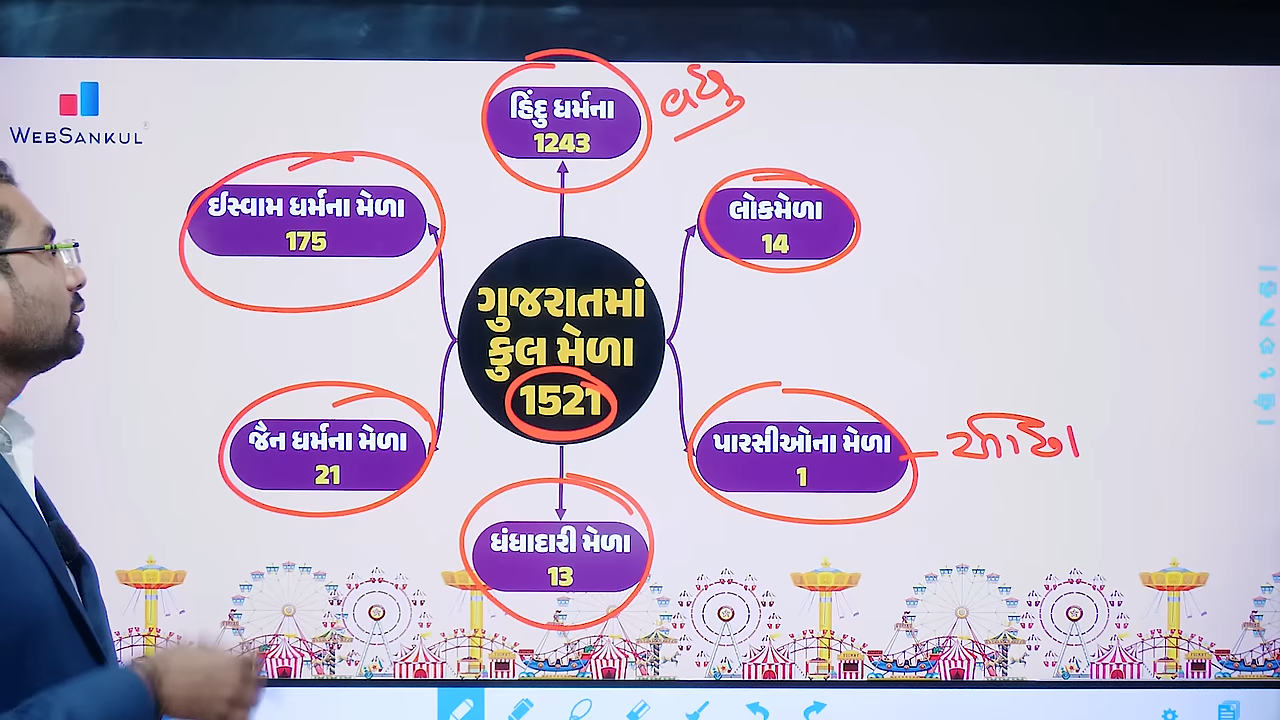 WEBSANKUL
હિંદુ ધર્મના
1243
વધુ
ઈસ્વામ ધર્મના મેળા
175
લોકમેળા
14
ગુજરાતમાં
કુલ મેળા
1521
જૈન ધર્મના મેળા
21
પારસીઓના મેળા
1
ઓછા
ધંધાદારી મેળા
13